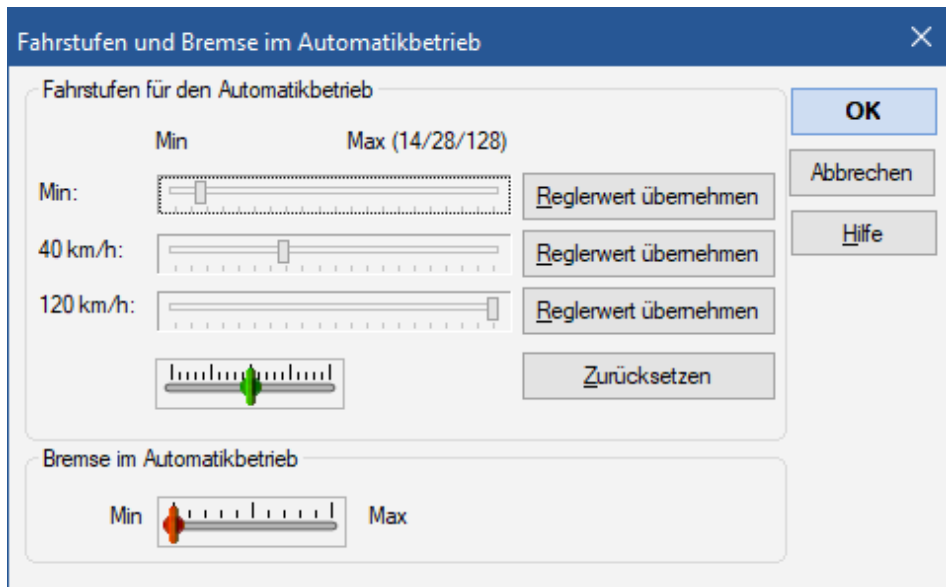 Fahrstufen und Bremse im Automatikbetrieb
Fahrstufen für den Automatikbetrieb
OK
Min Max (14/28/128)
Abbrechen
Min: Reglerwert übernehmen
Hilfe
40 km/h: Reglerwert übernehmen
120 km/h: Reglerwert übernehmen
Zurücksetzen
Bremse im Automatikbetrieb
Min Max